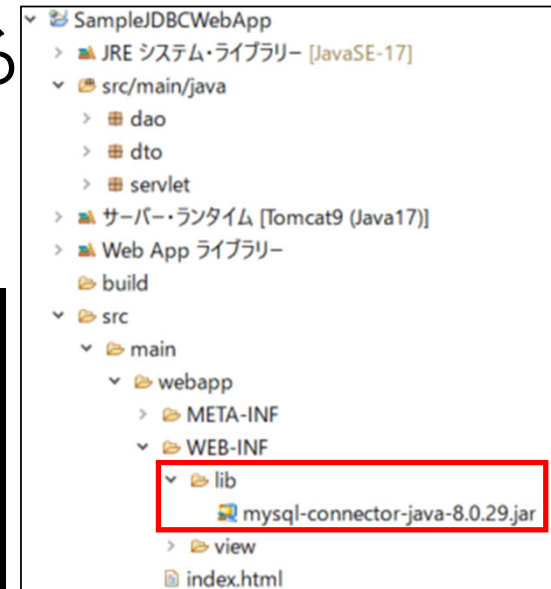 る
SampleJDBCWebApp
JRE システム・ライブラリー [JavaSE-17]
src/main/java
dao
dto
servlet
サーバー・ランタイム [Tomcat9 (Java17)]
Web App ライブラリー
build
src
main
webapp
META-INF
WEB-INF
lib
mysql-connector-java-8.0.29.jar
view
index.html